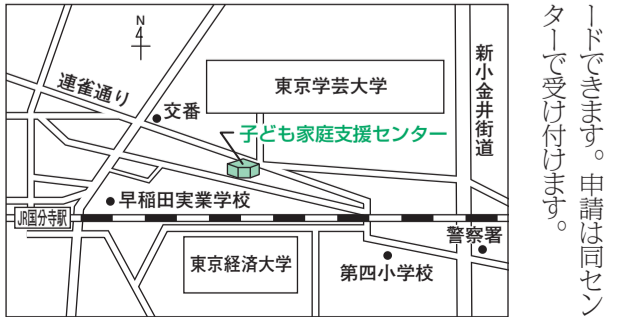 ードできます。申請は同セン
ターで受け付けます。
N
4
連雀通り
交番
東京学芸大学
新小金井街道
子ども家庭支援センター
早稲田実業学校
JR国分寺駅
警察署
東京経済大学
第四小学校